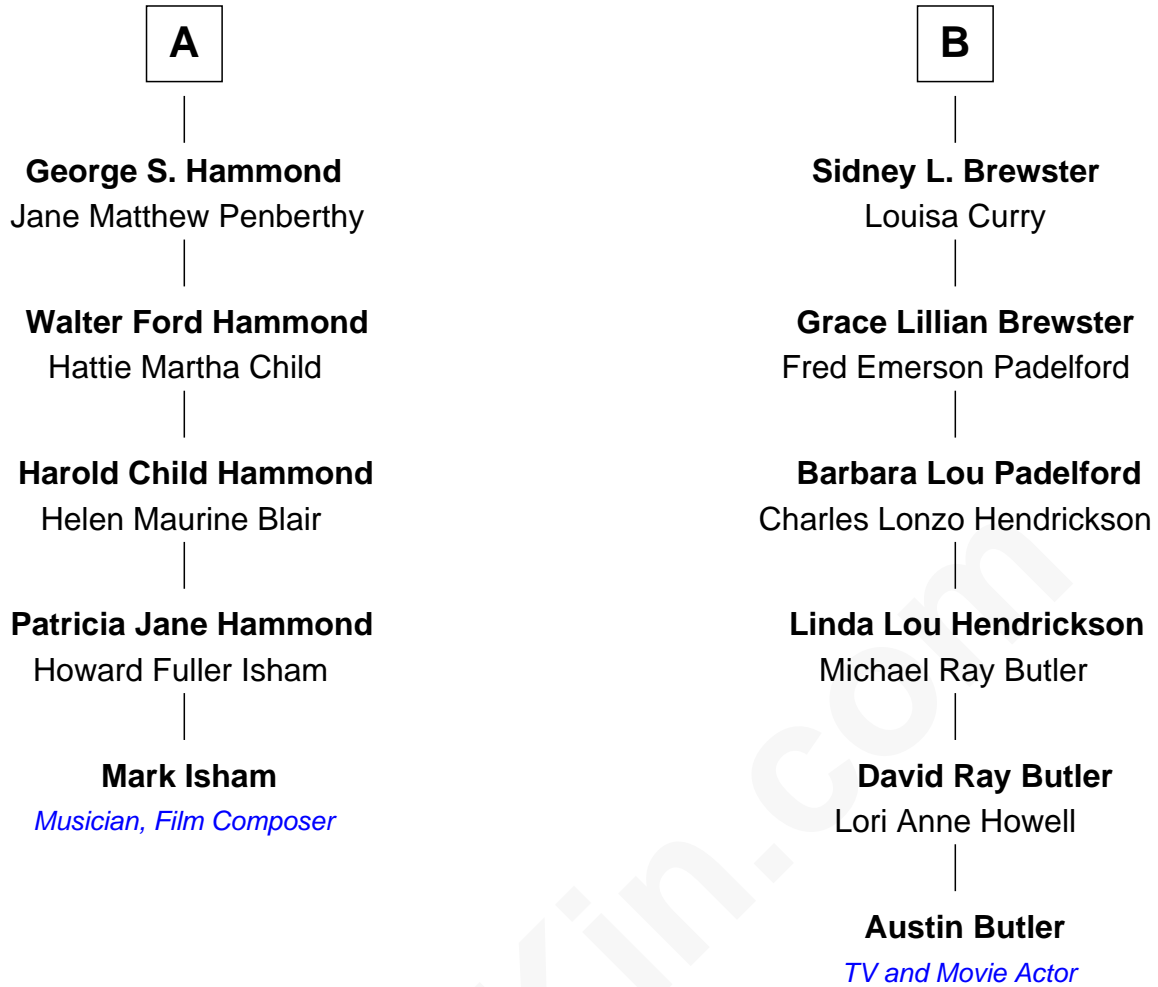 A
George S. Hammond
Jane Matthew Penberthy
Walter Ford Hammond
Hattie Martha Child
Harold Child Hammond
Helen Maurine Blair
Patricia Jane Hammond
Howard Fuller Isham
Mark Isham
Musician, Film Composer
B
Sidney L. Brewster
Louisa Curry
Grace Lillian Brewster
Fred Emerson Padelford
Barbara Lou Padelford
Charles Lonzo Hendrickson
Linda Lou Hendrickson
Michael Ray Butler
David Ray Butler
Lori Anne Howell
Austin Butler
TV and Movie Actor
Kin.com